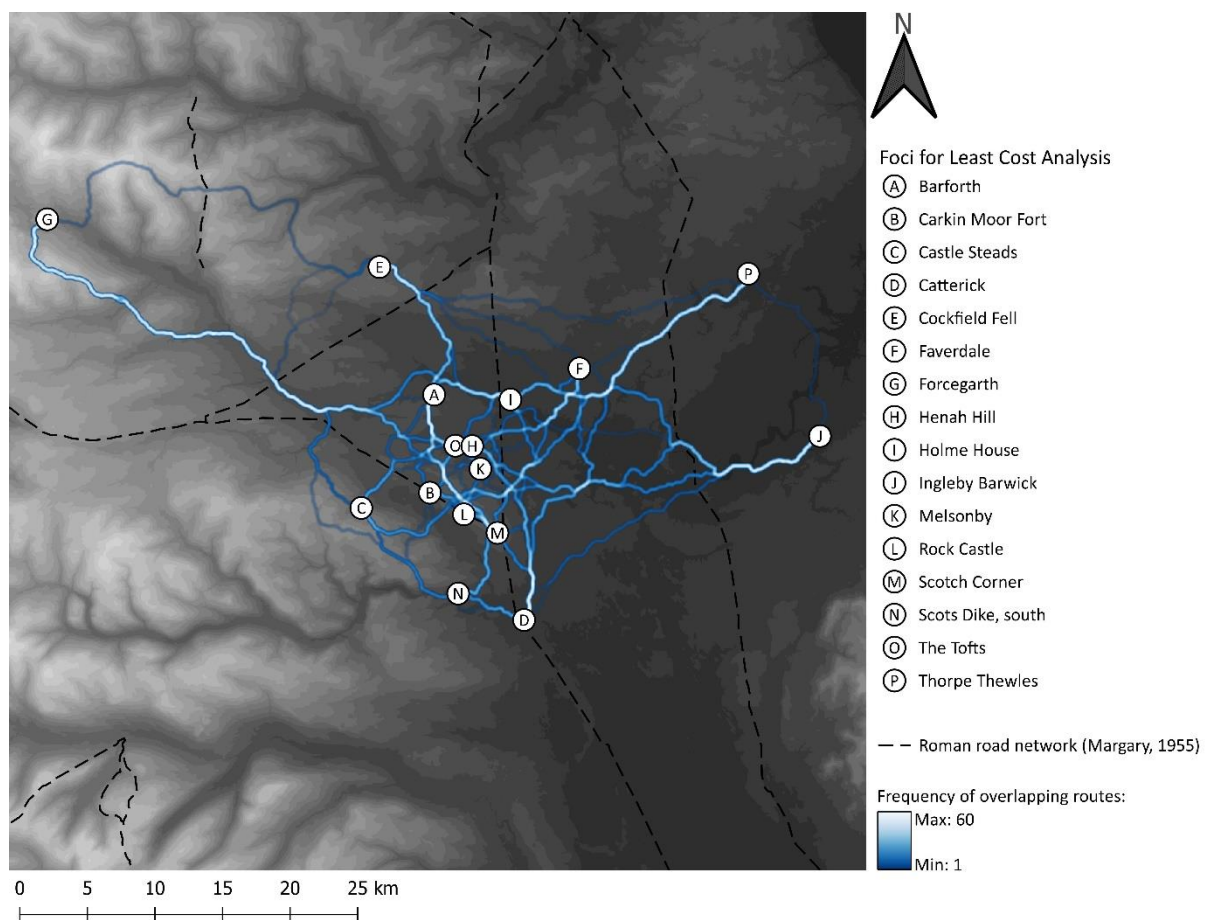 N
Foci for Least Cost Analysis
A Barforth
B Carkin Moor Fort
C Castle Steads
D Catterick
E Cockfield Fell
F Faverdale
G Forcegarth
H Henah Hill
I Holme House
J Ingleby Barwick
K Melsonby
L Rock Castle
M Scotch Corner
N Scots Dike, south
O The Tofts
P Thorpe Thewles
Roman road network (Margary, 1955)
Frequency of overlapping routes:
Max: 60
Min: 1
G
E
P
F
A
I
J
O H
K
B
C
L
M
N
D
0 5 10 15 20 25 km